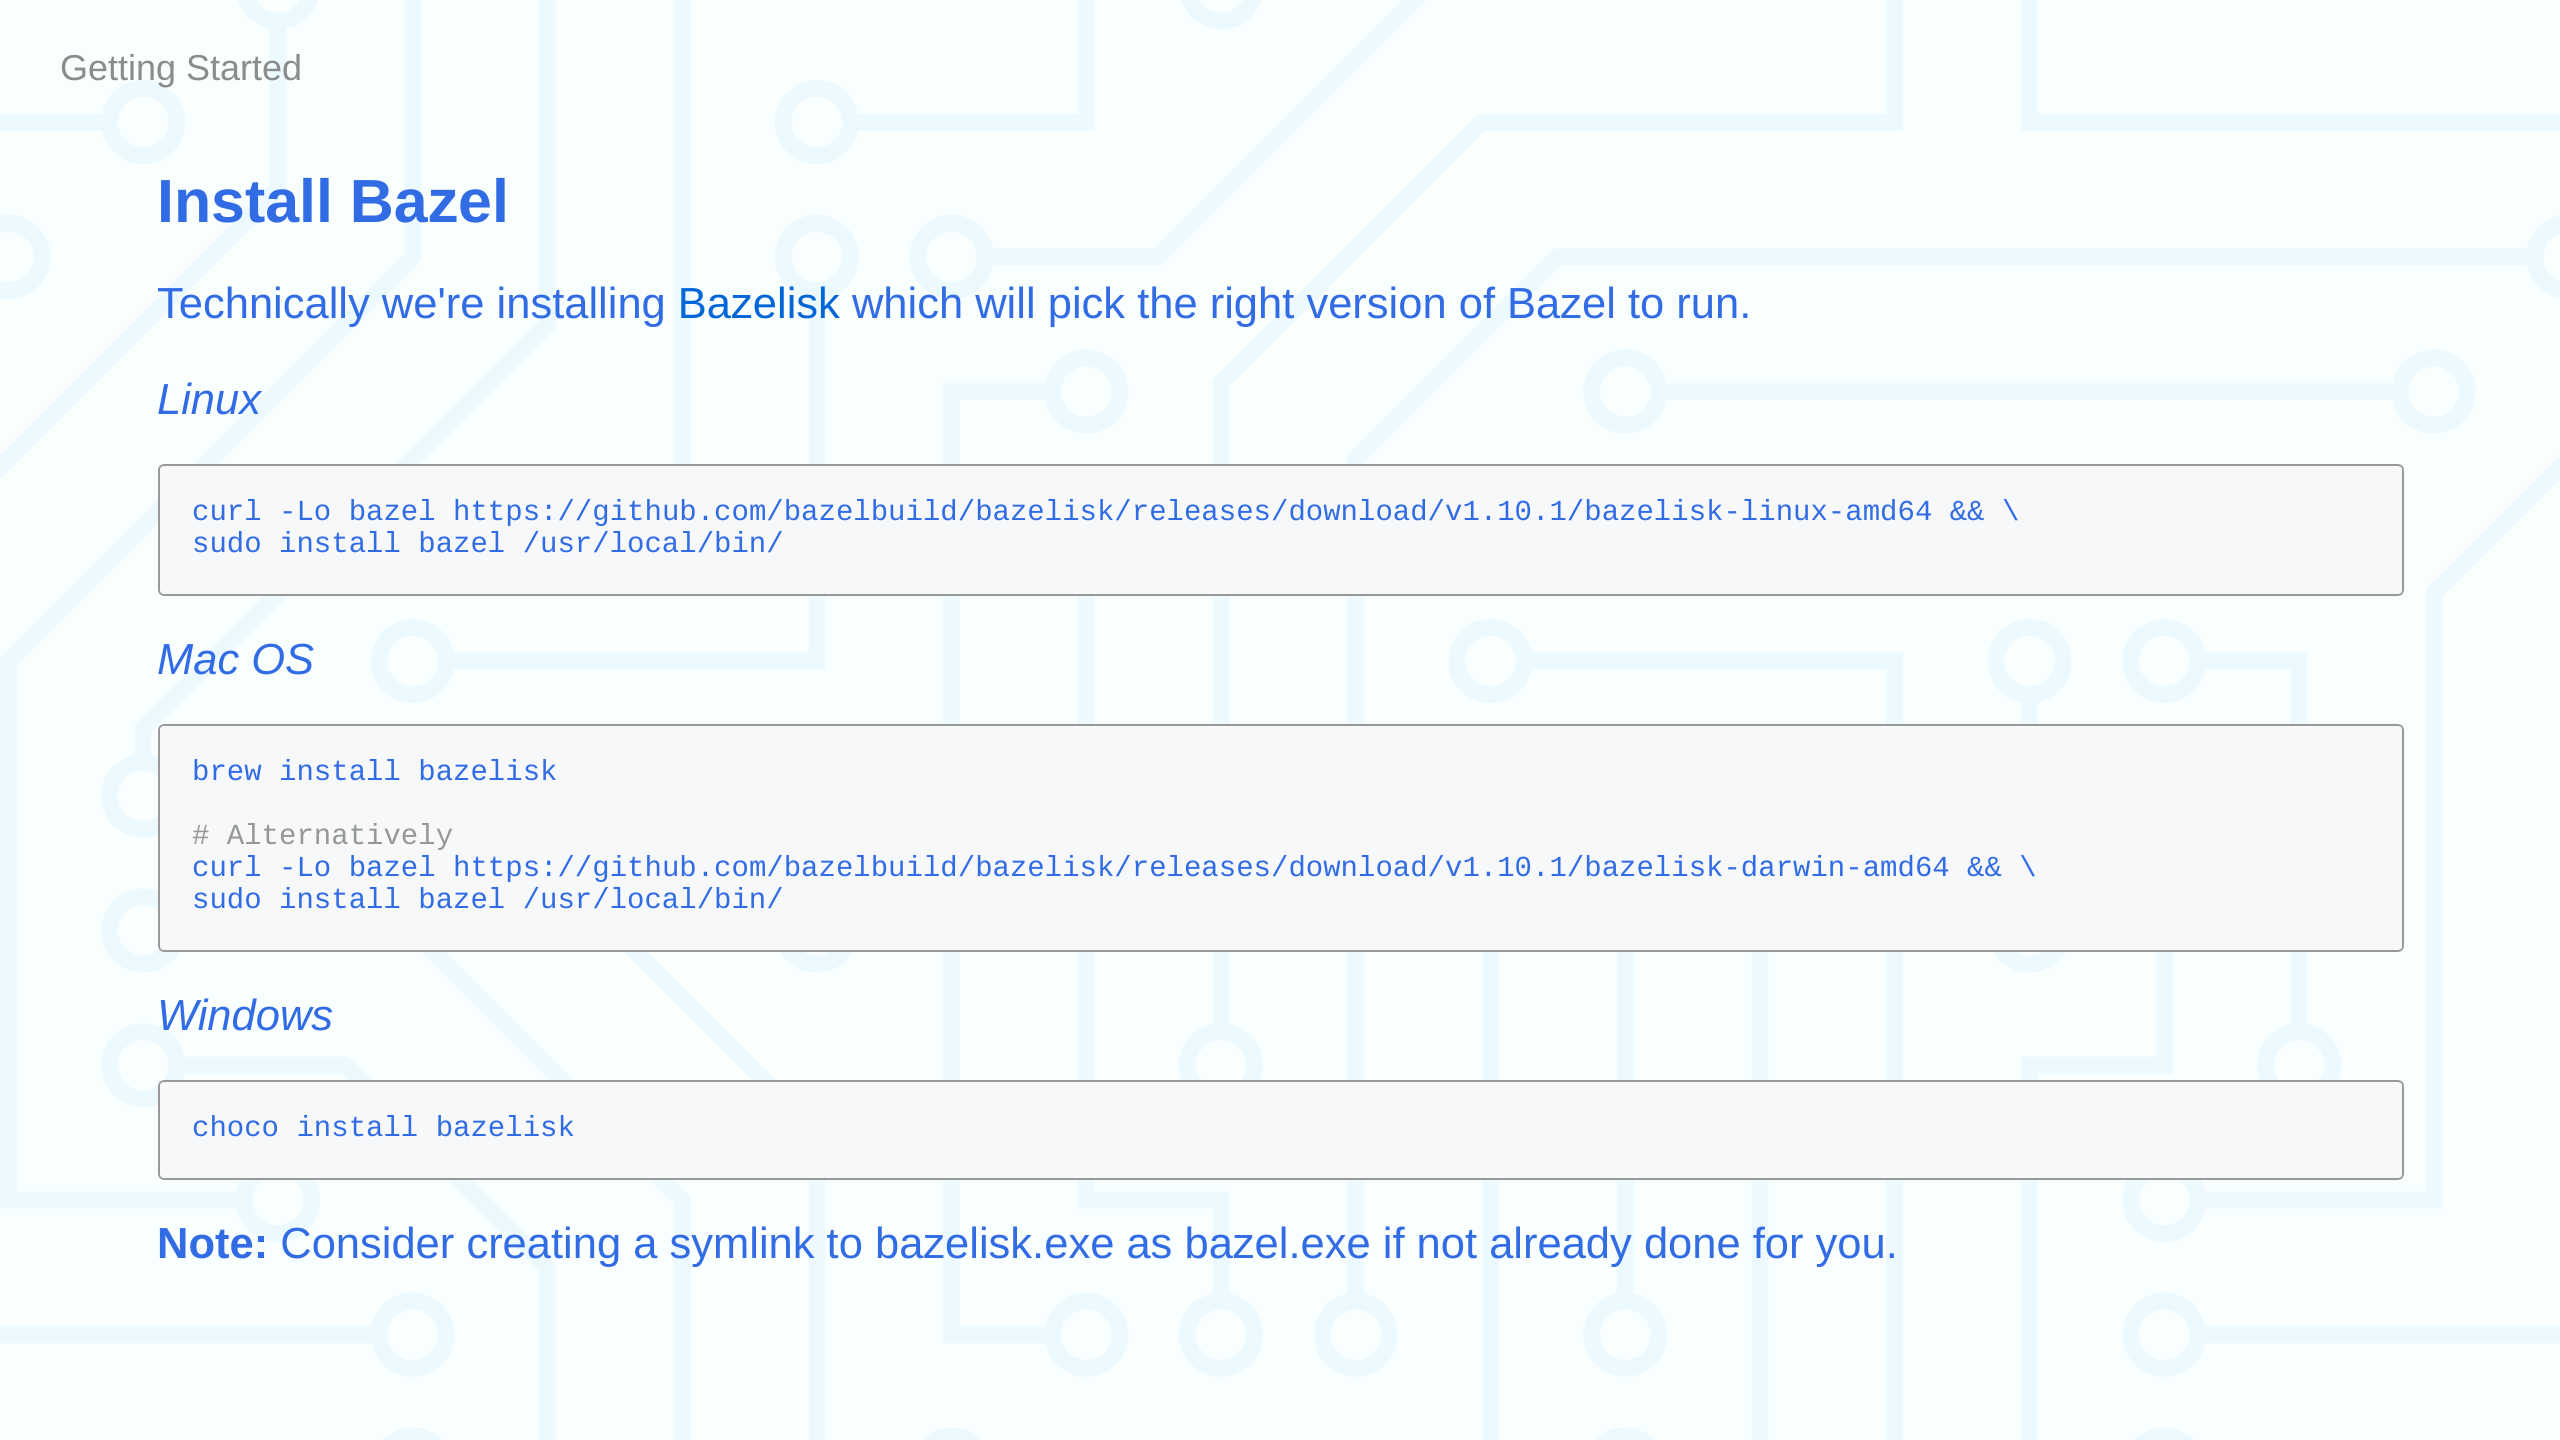 Getting Started
Install Bazel
Technically we're installing Bazelisk which will pick the right version of Bazel to run.
Linux
curl -Lo bazel https://github.com/bazelbuild/bazelisk/releases/download/v1.10.1/bazelisk-linux-amd64 && \
sudo install bazel /usr/local/bin/
Mac OS
brew install bazelisk
# Alternatively
curl -Lo bazel https://github.com/bazelbuild/bazelisk/releases/download/v1.10.1/bazelisk-darwin-amd64 && \
sudo install bazel /usr/local/bin/
Windows
choco install bazelisk
Note: Consider creating a symlink to bazelisk.exe as bazel.exe if not already done for you.